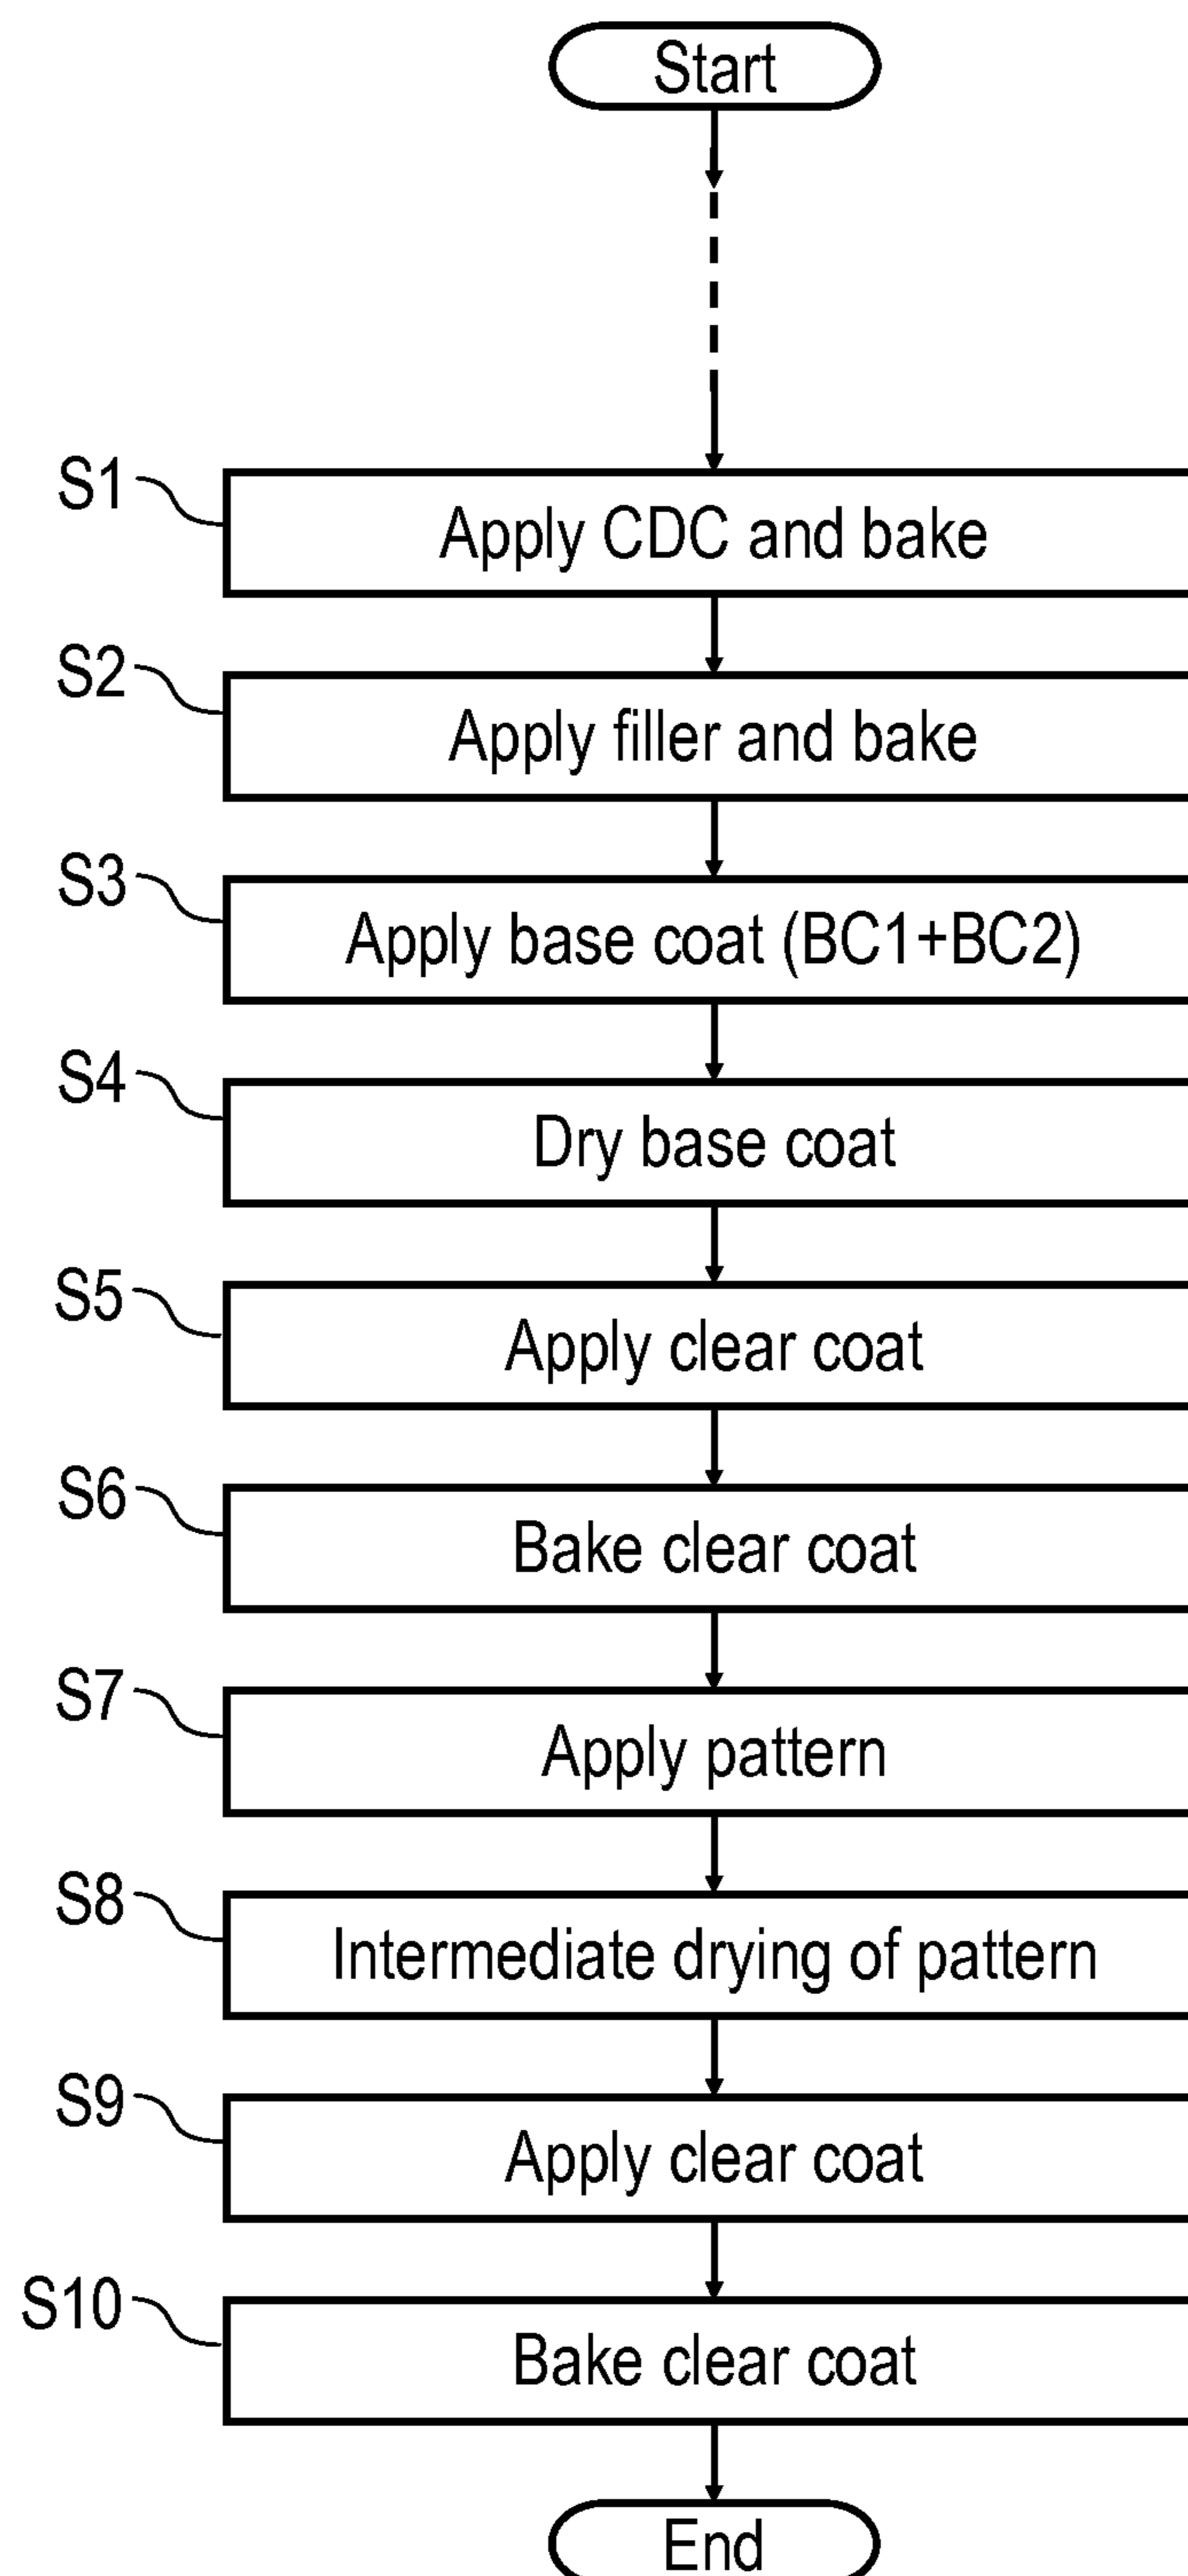 Start
S1
Apply CDC and bake
S2
Apply filler and bake
S3
Apply base coat (BC1+BC2)
S4
Dry base coat
S5
Apply clear coat
S6
Bake clear coat
S7
Apply pattern
S8
Intermediate drying of pattern
S9
Apply clear coat
S10
Bake clear coat
End